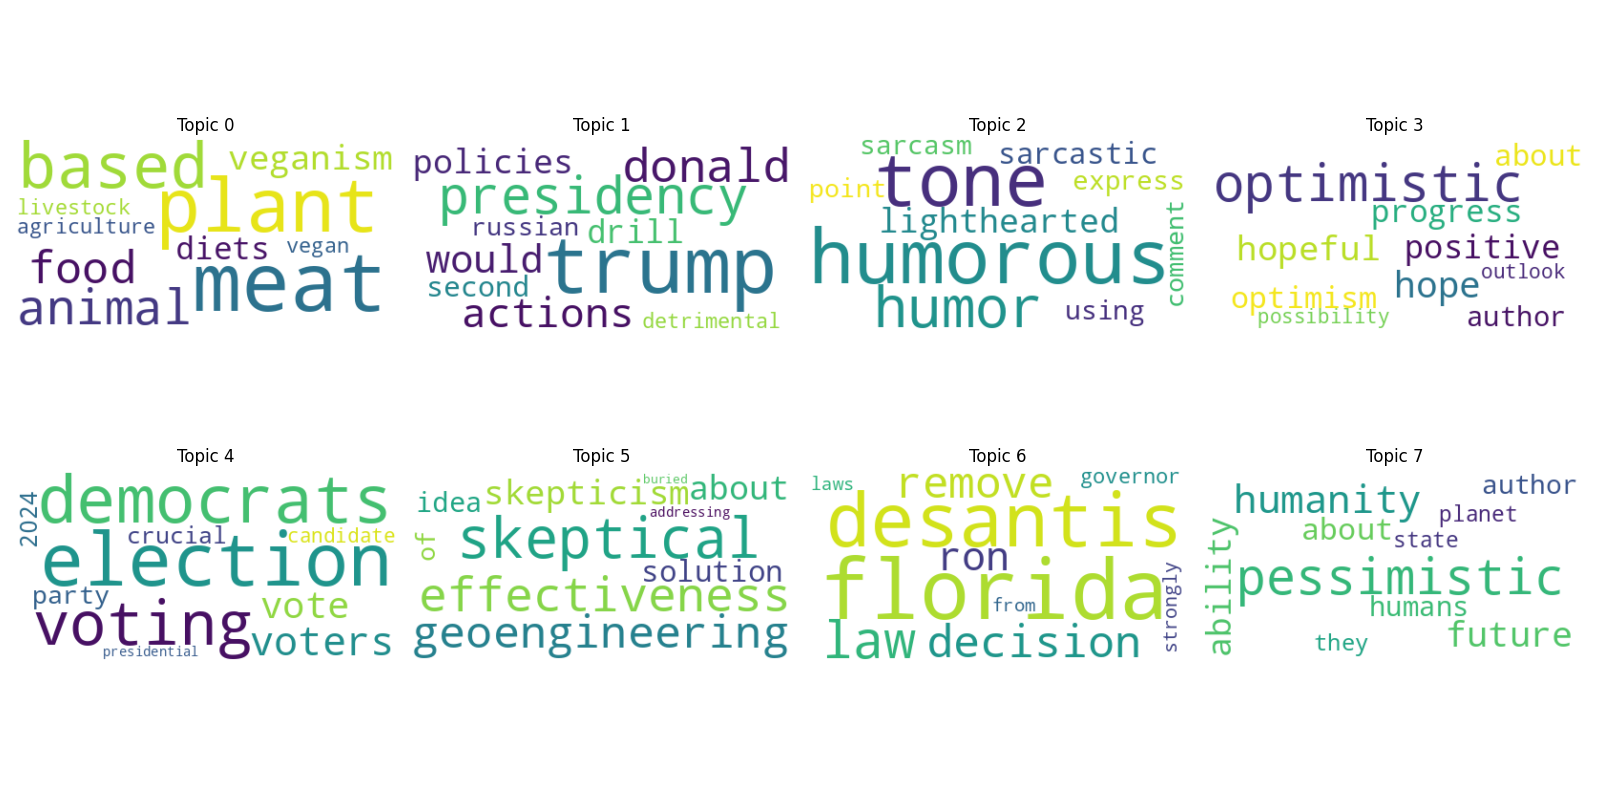 Topic 0
based
veganism
plant
livestock
agriculture
diets
vegan
food
meat
animal
Topic 1
policies
donald
presidency
russian
drill
would
trump
second
actions
detrimental
Topic 2
sarcasm
sarcastic
tone
express
point
lighthearted
comment
humorous
humor
using
Topic 3
about
optimistic
progress
hopeful
positive
outlook
hope
optimism
possibility
author
Topic 4
2024
democrats
crucial
candidate
election
party
vote
voting
voters
presidential
Topic 5
buried
skepticism
about
idea
addressing
skeptical
of
solution
effectiveness
geoengineering
Topic 6
laws
remove
governor
desantis
ron
florida
from
strongly
law
decision
Topic 7
author
humanity
planet
about
state
ability
pessimistic
humans
future
they